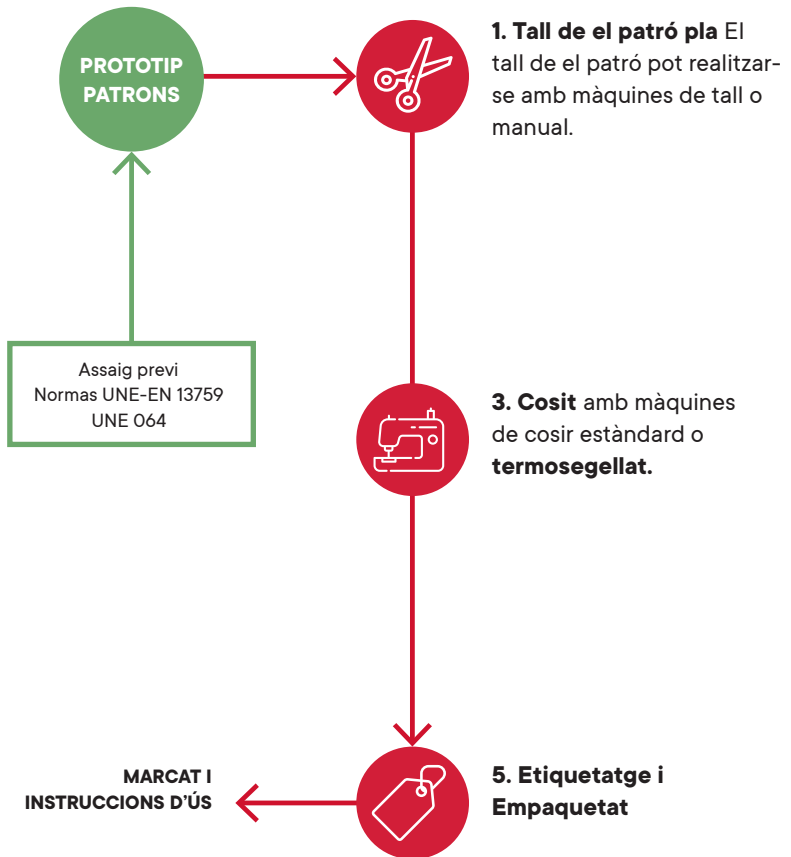 PROTOTIP
PATRONS
1. Tall de el patró pla El
tall de el patró pot realitzar-
se amb màquines de tall o
manual.
Assaig previ
Normas UNE-EN 13759
UNE 064
3. Cosit amb màquines
de cosir estàndard o
termosegellat.
MARCAT I
INSTRUCCIONS D’ÚS
5. Etiquetatge i
Empaquetat